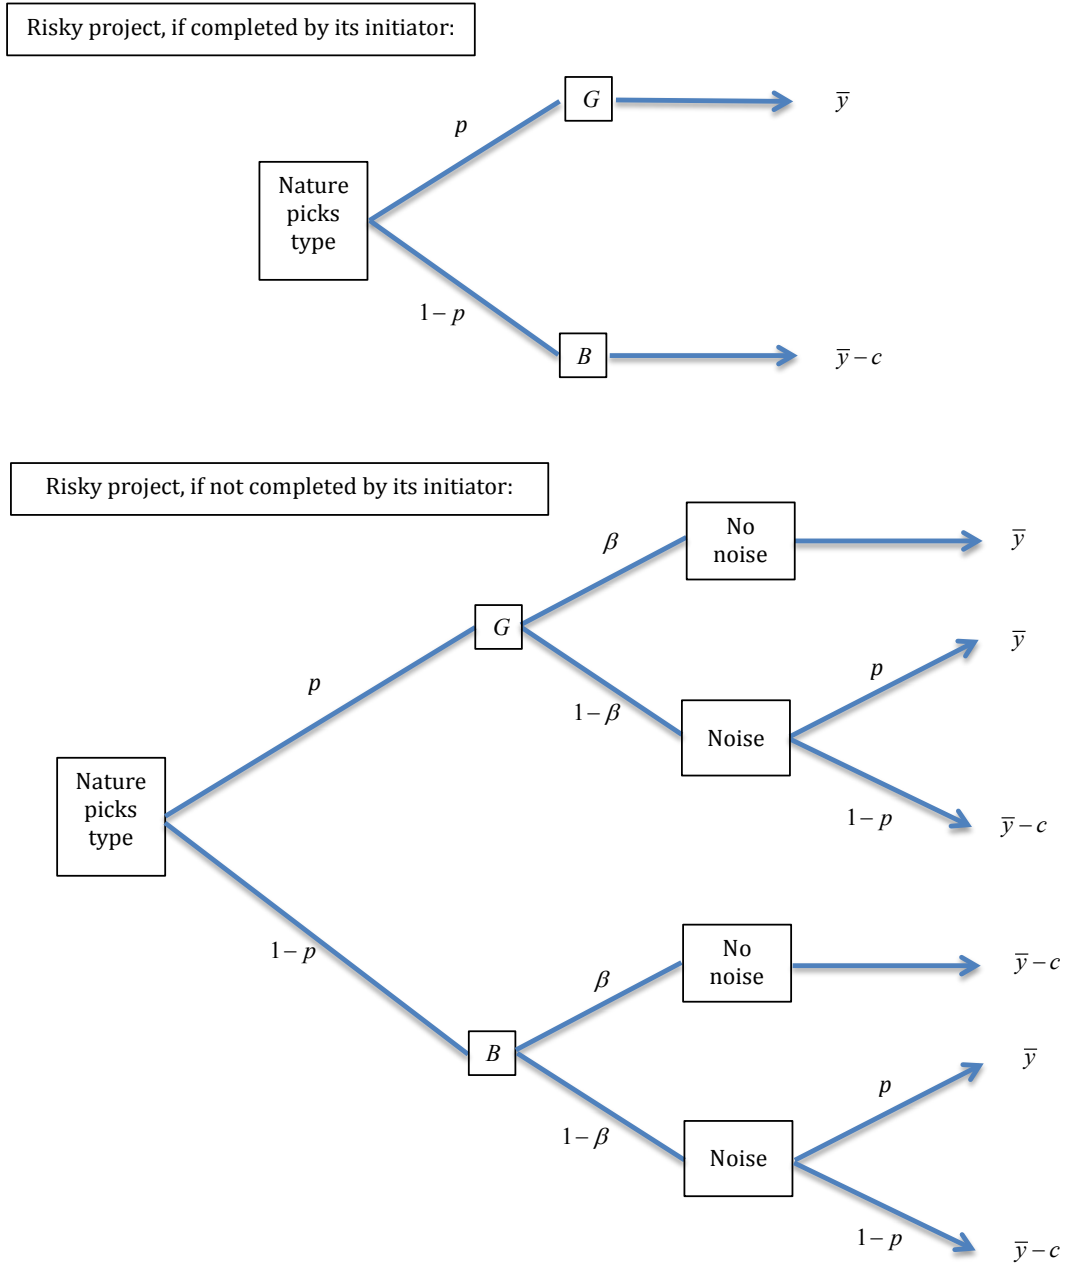 Risky project, if completed by its initiator:
G
y̅
p
Nature
picks
type
1− p
B
y̅ − c
Risky project, if not completed by its initiator:
No
noise
y̅
β
G
y̅
p
p
1− β
Noise
Nature
picks
type
1− p
y̅ − c
1− p
No
noise
y̅ − c
β
B
y̅
p
1− β
Noise
1− p
y̅ − c